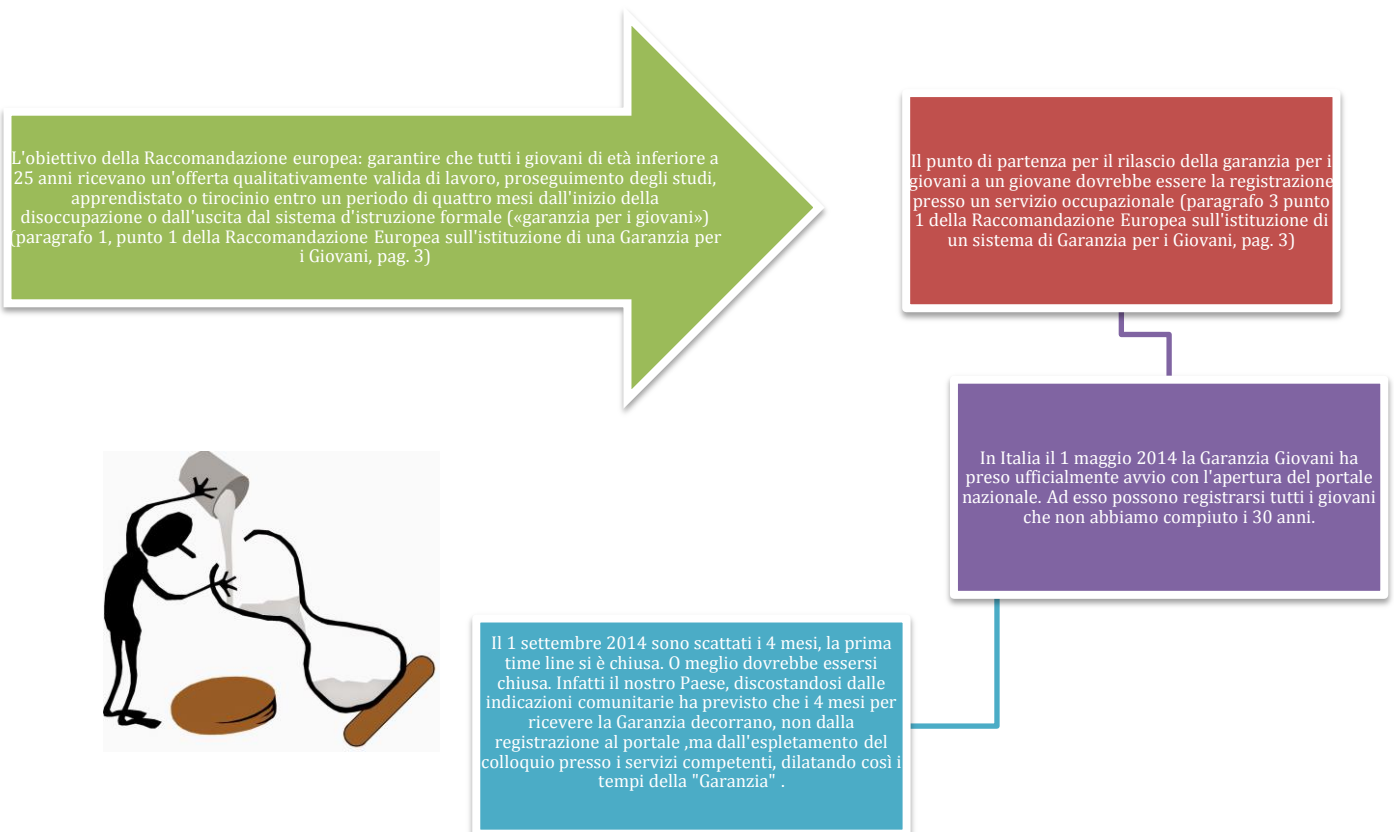 L'obiettivo della Raccomandazione europea: garantire che tutti i giovani di età inferiore a
25 anni ricevano un'offerta qualitativamente valida di lavoro, proseguimento degli studi,
apprendistato o tirocinio entro un periodo di quattro mesi dall'inizio della
disoccupazione o dall'uscita dal sistema d'istruzione formale («garanzia per i giovani»)
(paragrafo 1, punto 1 della Raccomandazione Europea sull'istituzione di una Garanzia per
i Giovani, pag. 3)
Il punto di partenza per il rilascio della garanzia per i
giovani a un giovane dovrebbe essere la registrazione
presso un servizio occupazionale (paragrafo 3 punto
1 della Raccomandazione Europea sull'istituzione di
un sistema di Garanzia per i Giovani, pag. 3)
In Italia il 1 maggio 2014 la Garanzia Giovani ha
preso ufficialmente avvio con l'apertura del portale
nazionale. Ad esso possono registrarsi tutti i giovani
che non abbiamo compiuto i 30 anni.
Il 1 settembre 2014 sono scattati i 4 mesi, la prima
time line si è chiusa. O meglio dovrebbe essersi
chiusa. Infatti il nostro Paese, discostandosi dalle
indicazioni comunitarie ha previsto che i 4 mesi per
ricevere la Garanzia decorrano, non dalla
registrazione al portale ,ma dall'espletamento del
colloquio presso i servizi competenti, dilatando così i
tempi della "Garanzia" .